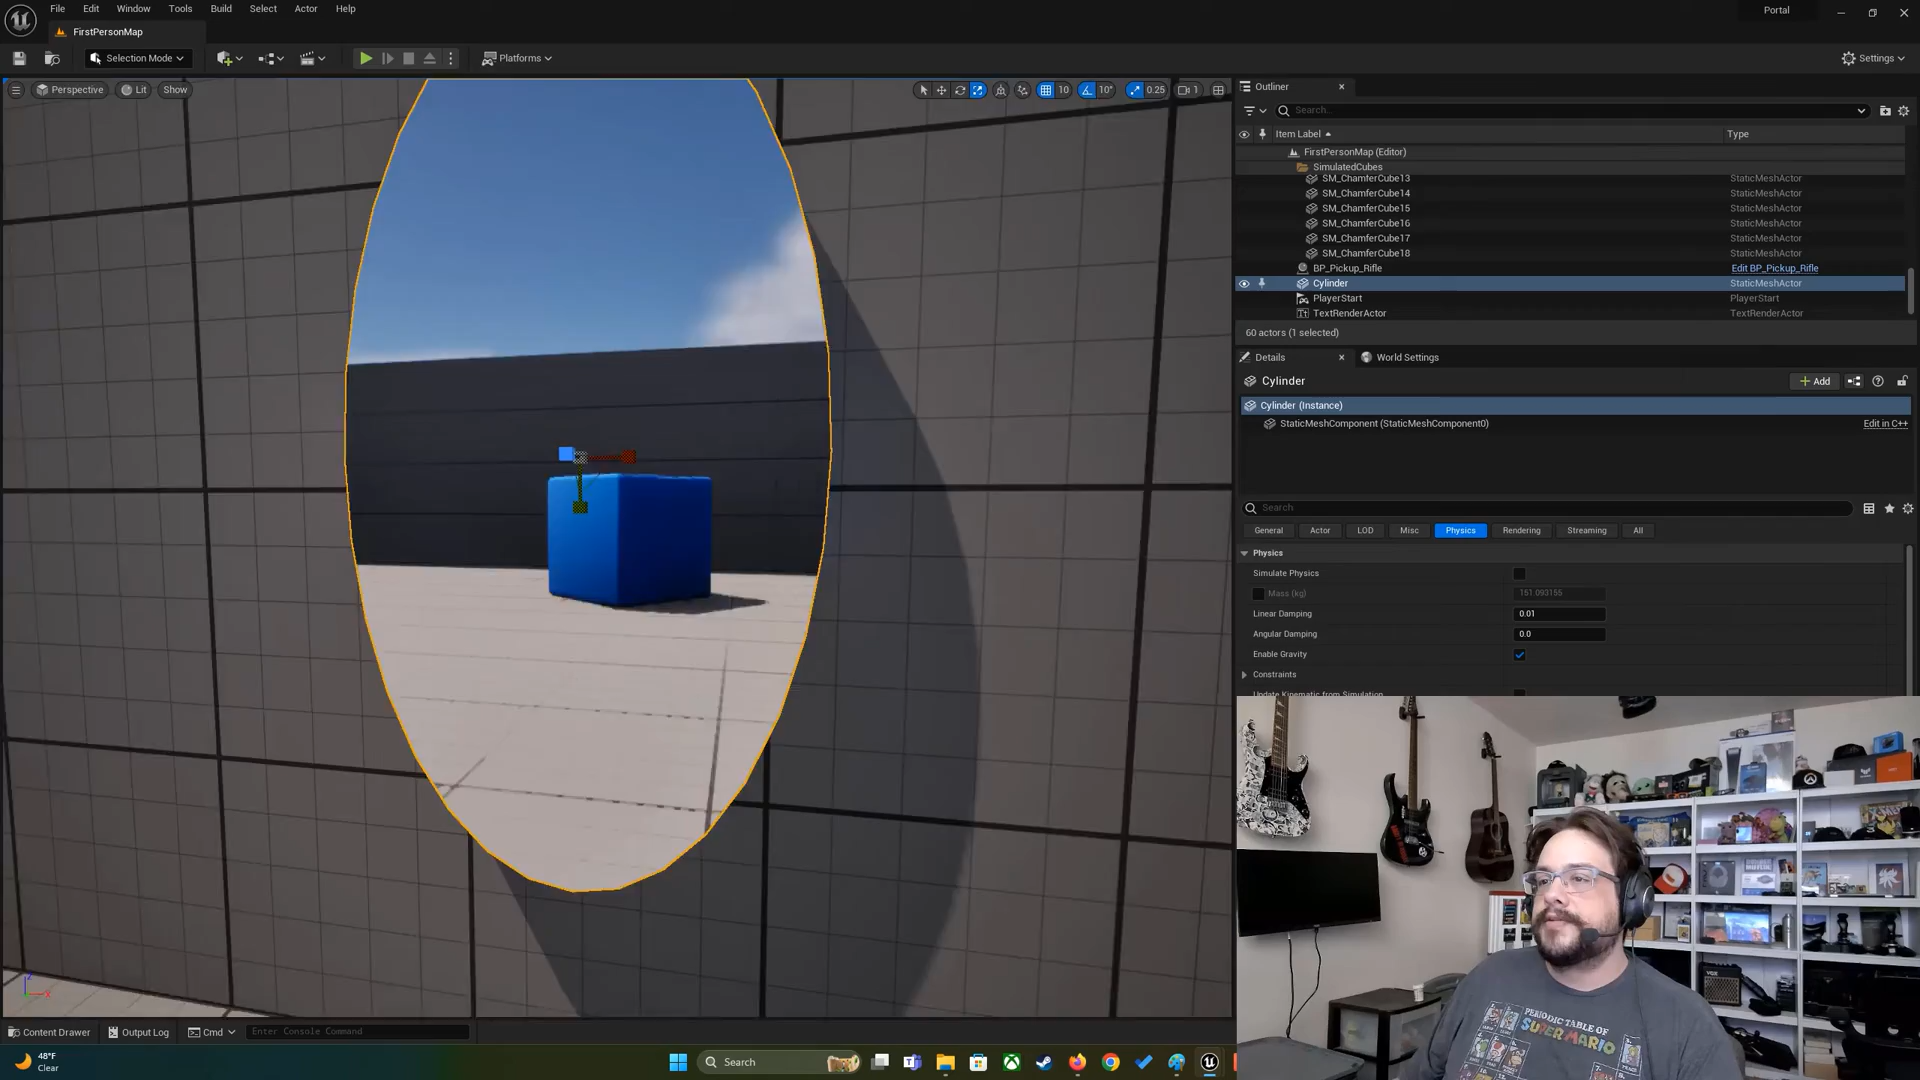 File Edit Window Tools Build Select Actor Help
Portal
FirstPersonMap
Selection Mode
Platforms
Settings
Perspective
Lit
Show
10
10°
0.25
1
Outliner
Search...
Item Label
Type
FirstPersonMap (Editor)
SimulatedCubes
SM_ChamferCube13 StaticMeshActor
SM_ChamferCube14 StaticMeshActor
SM_ChamferCube15 StaticMeshActor
SM_ChamferCube16 StaticMeshActor
SM_ChamferCube17 StaticMeshActor
SM_ChamferCube18 StaticMeshActor
BP_Pickup_Rifle Edit BP_Pickup_Rifle
Cylinder StaticMeshActor
PlayerStart PlayerStart
TextRenderActor TextRenderActor
60 actors (1 selected)
Details
World Settings
Cylinder
Add
Cylinder (Instance)
StaticMeshComponent (StaticMeshComponent0) Edit in C++
Search
General Actor LOD Misc Physics Rendering Streaming All
Physics
Simulate Physics
Mass (kg) 151.093155
Linear Damping 0.01
Angular Damping 0.0
Enable Gravity
Constraints
Update Kinematic from Simulation
VOX
PERIODIC TABLE OF
SUPER MARIO
Content Drawer
Output Log
Cmd
Enter Console Command
48°F
Clear
Search